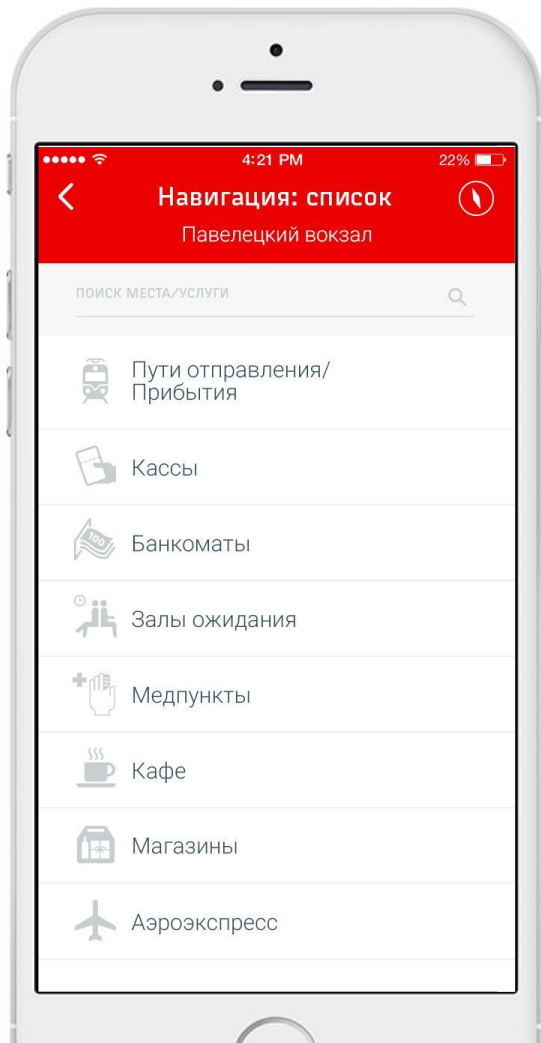 4:21 PM
22%
Навигация: список
Павелецкий вокзал
ПОИСК МЕСТА/УСЛУГИ
Пути отправления/
Прибытия
Кассы
100
Банкоматы
Залы ожидания
Медпункты
Кафе
Магазины
Аэроэкспресс